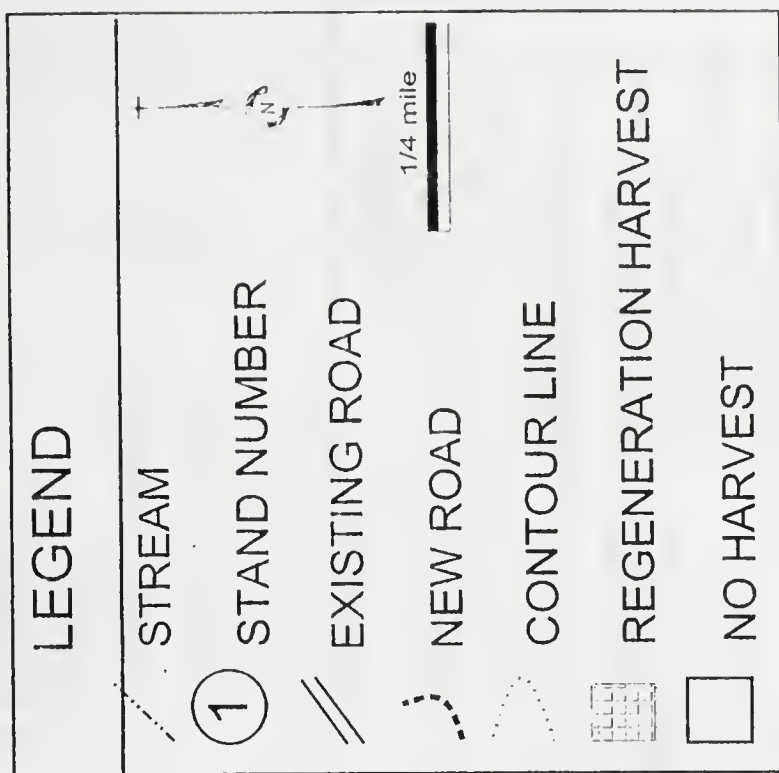 LEGEND
STREAM
1 STAND NUMBER
EXISTING ROAD
NEW ROAD
CONTOUR LINE
REGENERATION HARVEST
NO HARVEST
N
1/4 mile